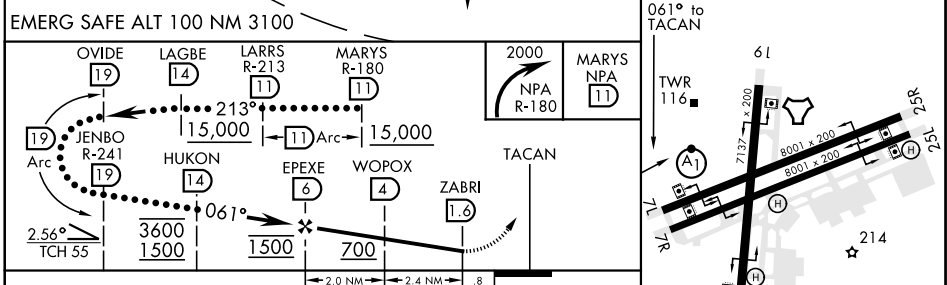 EMERG SAFE ALT 100 NM 3100
OVIDE
19
LAGBE
14
LARRS
R-213
11
MARYS
R-180
11
213°
15,000
11 Arc
15,000
19
Arc
JENBO
R-241
19
HUKON
14
061°
3600
1500
2.56°
TCH 55
EPEXE
6
1500
WOPOX
4
700
ZABRI
1.6
TACAN
2.0 NM
2.4 NM
.8
2000
NPA
R-180
MARYS
NPA
11
061° to
TACAN
TWR
116
19
7137 x 200
8001 x 200
8001 x 200
25R
25L
H
A1
7L
7R
H
H
214